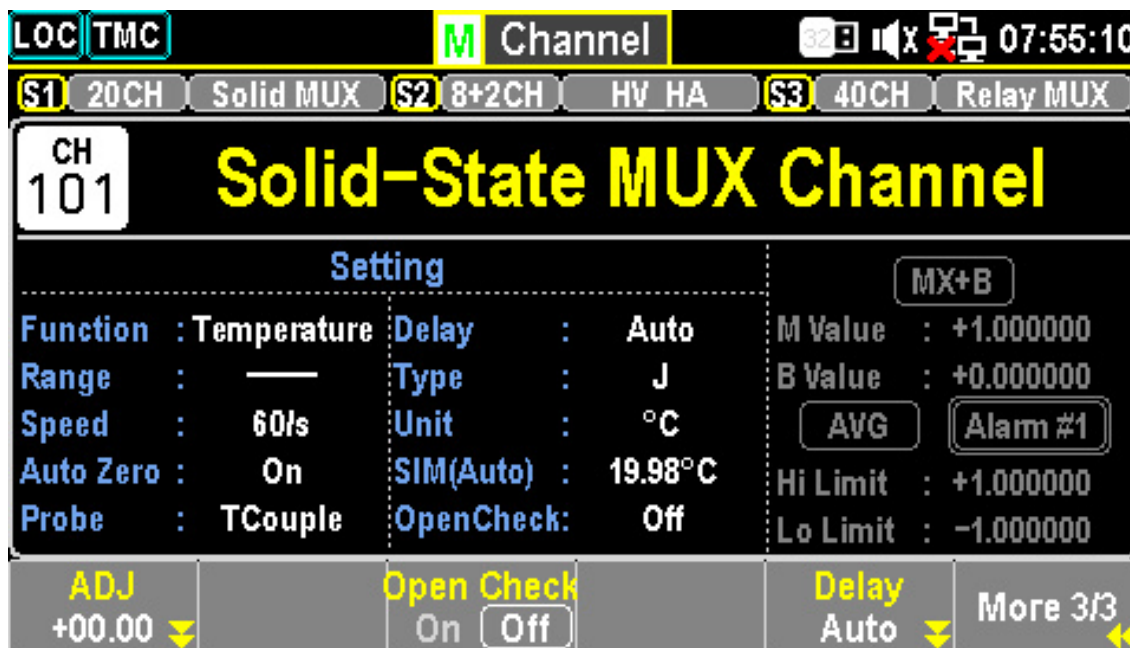 LOC TMC M Channel 32 07:55:10
S1 20CH Solid MUX S2 8+2CH HV HA S3 40CH Relay MUX
CH
101
Solid-State MUX Channel
Setting
MX+B
Function : Temperature Delay : Auto M Value : +1.000000
Range : —— Type : J B Value : +0.000000
Speed : 60/s Unit : °C AVG Alarm #1
Auto Zero : On SIM(Auto) : 19.98°C Hi Limit : +1.000000
Probe : TCouple OpenCheck: Off Lo Limit : -1.000000
ADJ Open Check Delay More 3/3
+00.00 On Off Auto